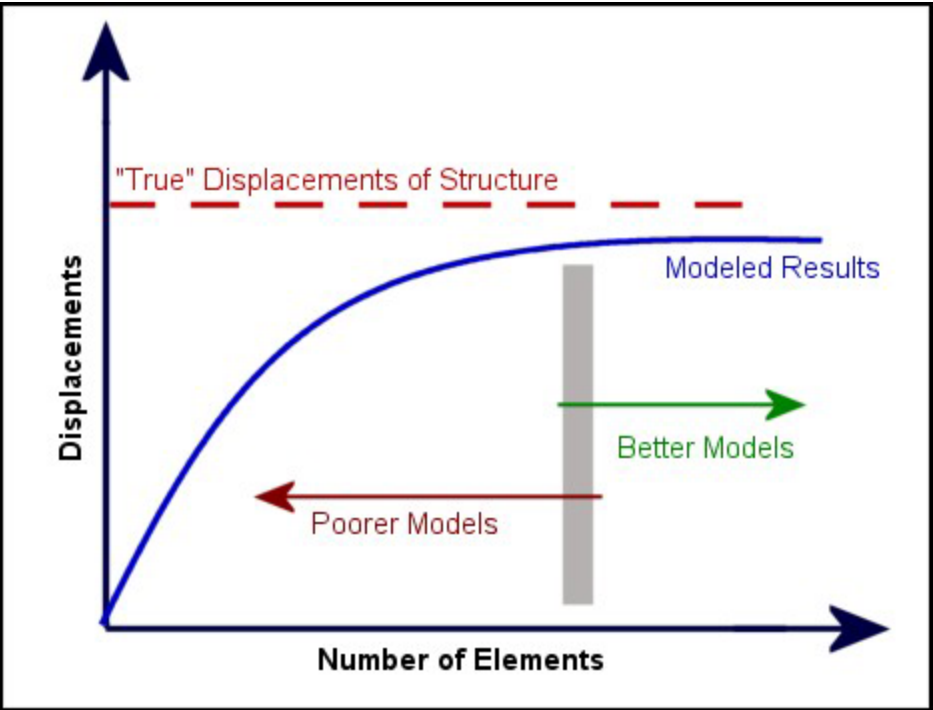 "True" Displacements of Structure
Modeled Results
Displacements
Better Models
Poorer Models
Number of Elements